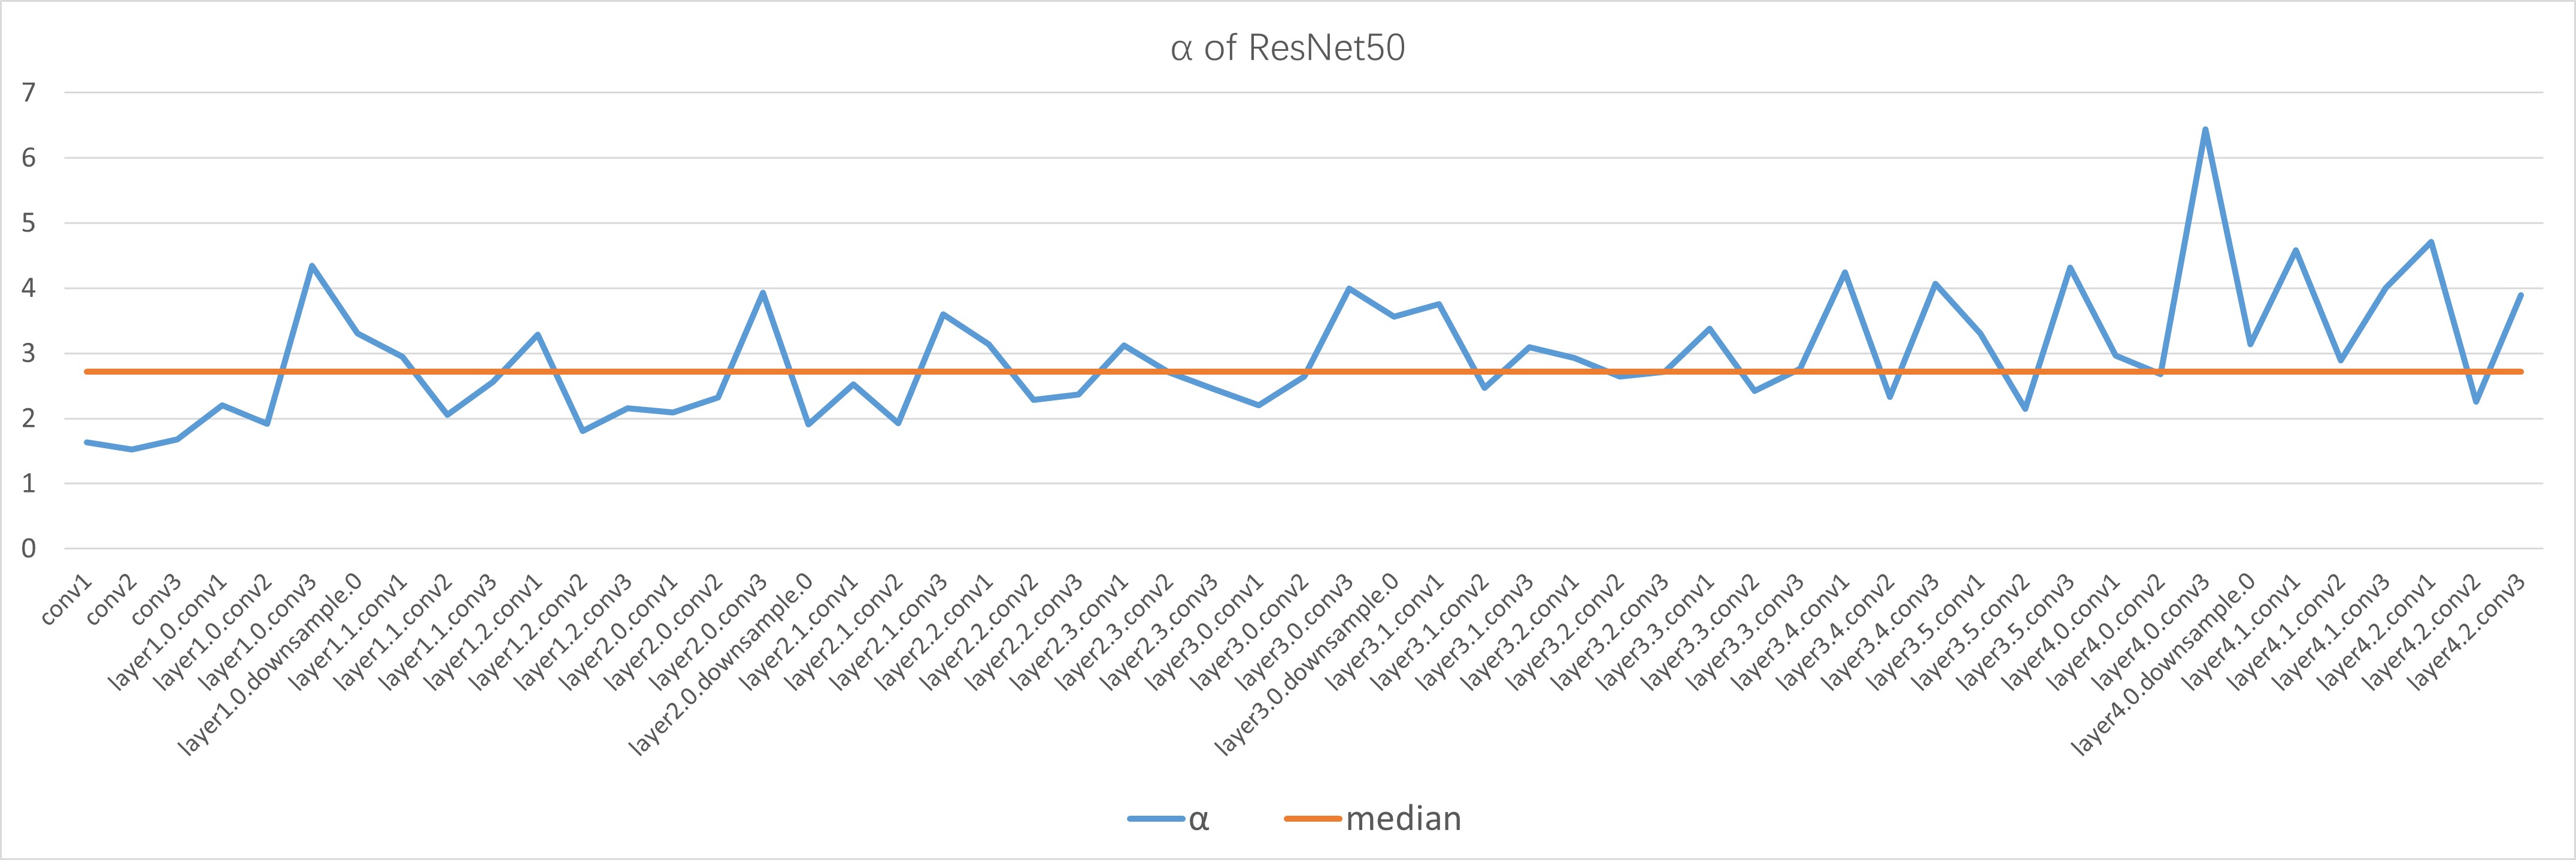 α of ResNet50
7
6
5
4
3
2
1
0
conv1
conv2
conv3
layer1.0.conv1
layer1.0.conv2
layer1.0.conv3
layer1.0.downsample.0
layer1.1.conv1
layer1.1.conv2
layer1.1.conv3
layer1.2.conv1
layer1.2.conv2
layer1.2.conv3
layer2.0.conv1
layer2.0.conv2
layer2.0.conv3
layer2.0.downsample.0
layer2.1.conv1
layer2.1.conv2
layer2.1.conv3
layer2.2.conv1
layer2.2.conv2
layer2.2.conv3
layer2.3.conv1
layer2.3.conv2
layer2.3.conv3
layer3.0.conv1
layer3.0.conv2
layer3.0.conv3
layer3.0.downsample.0
layer3.1.conv1
layer3.1.conv2
layer3.1.conv3
layer3.2.conv1
layer3.2.conv2
layer3.2.conv3
layer3.3.conv1
layer3.3.conv2
layer3.3.conv3
layer3.4.conv1
layer3.4.conv2
layer3.4.conv3
layer3.5.conv1
layer3.5.conv2
layer3.5.conv3
layer4.0.conv1
layer4.0.conv2
layer4.0.conv3
layer4.0.downsample.0
layer4.1.conv1
layer4.1.conv2
layer4.1.conv3
layer4.2.conv1
layer4.2.conv2
layer4.2.conv3
α median